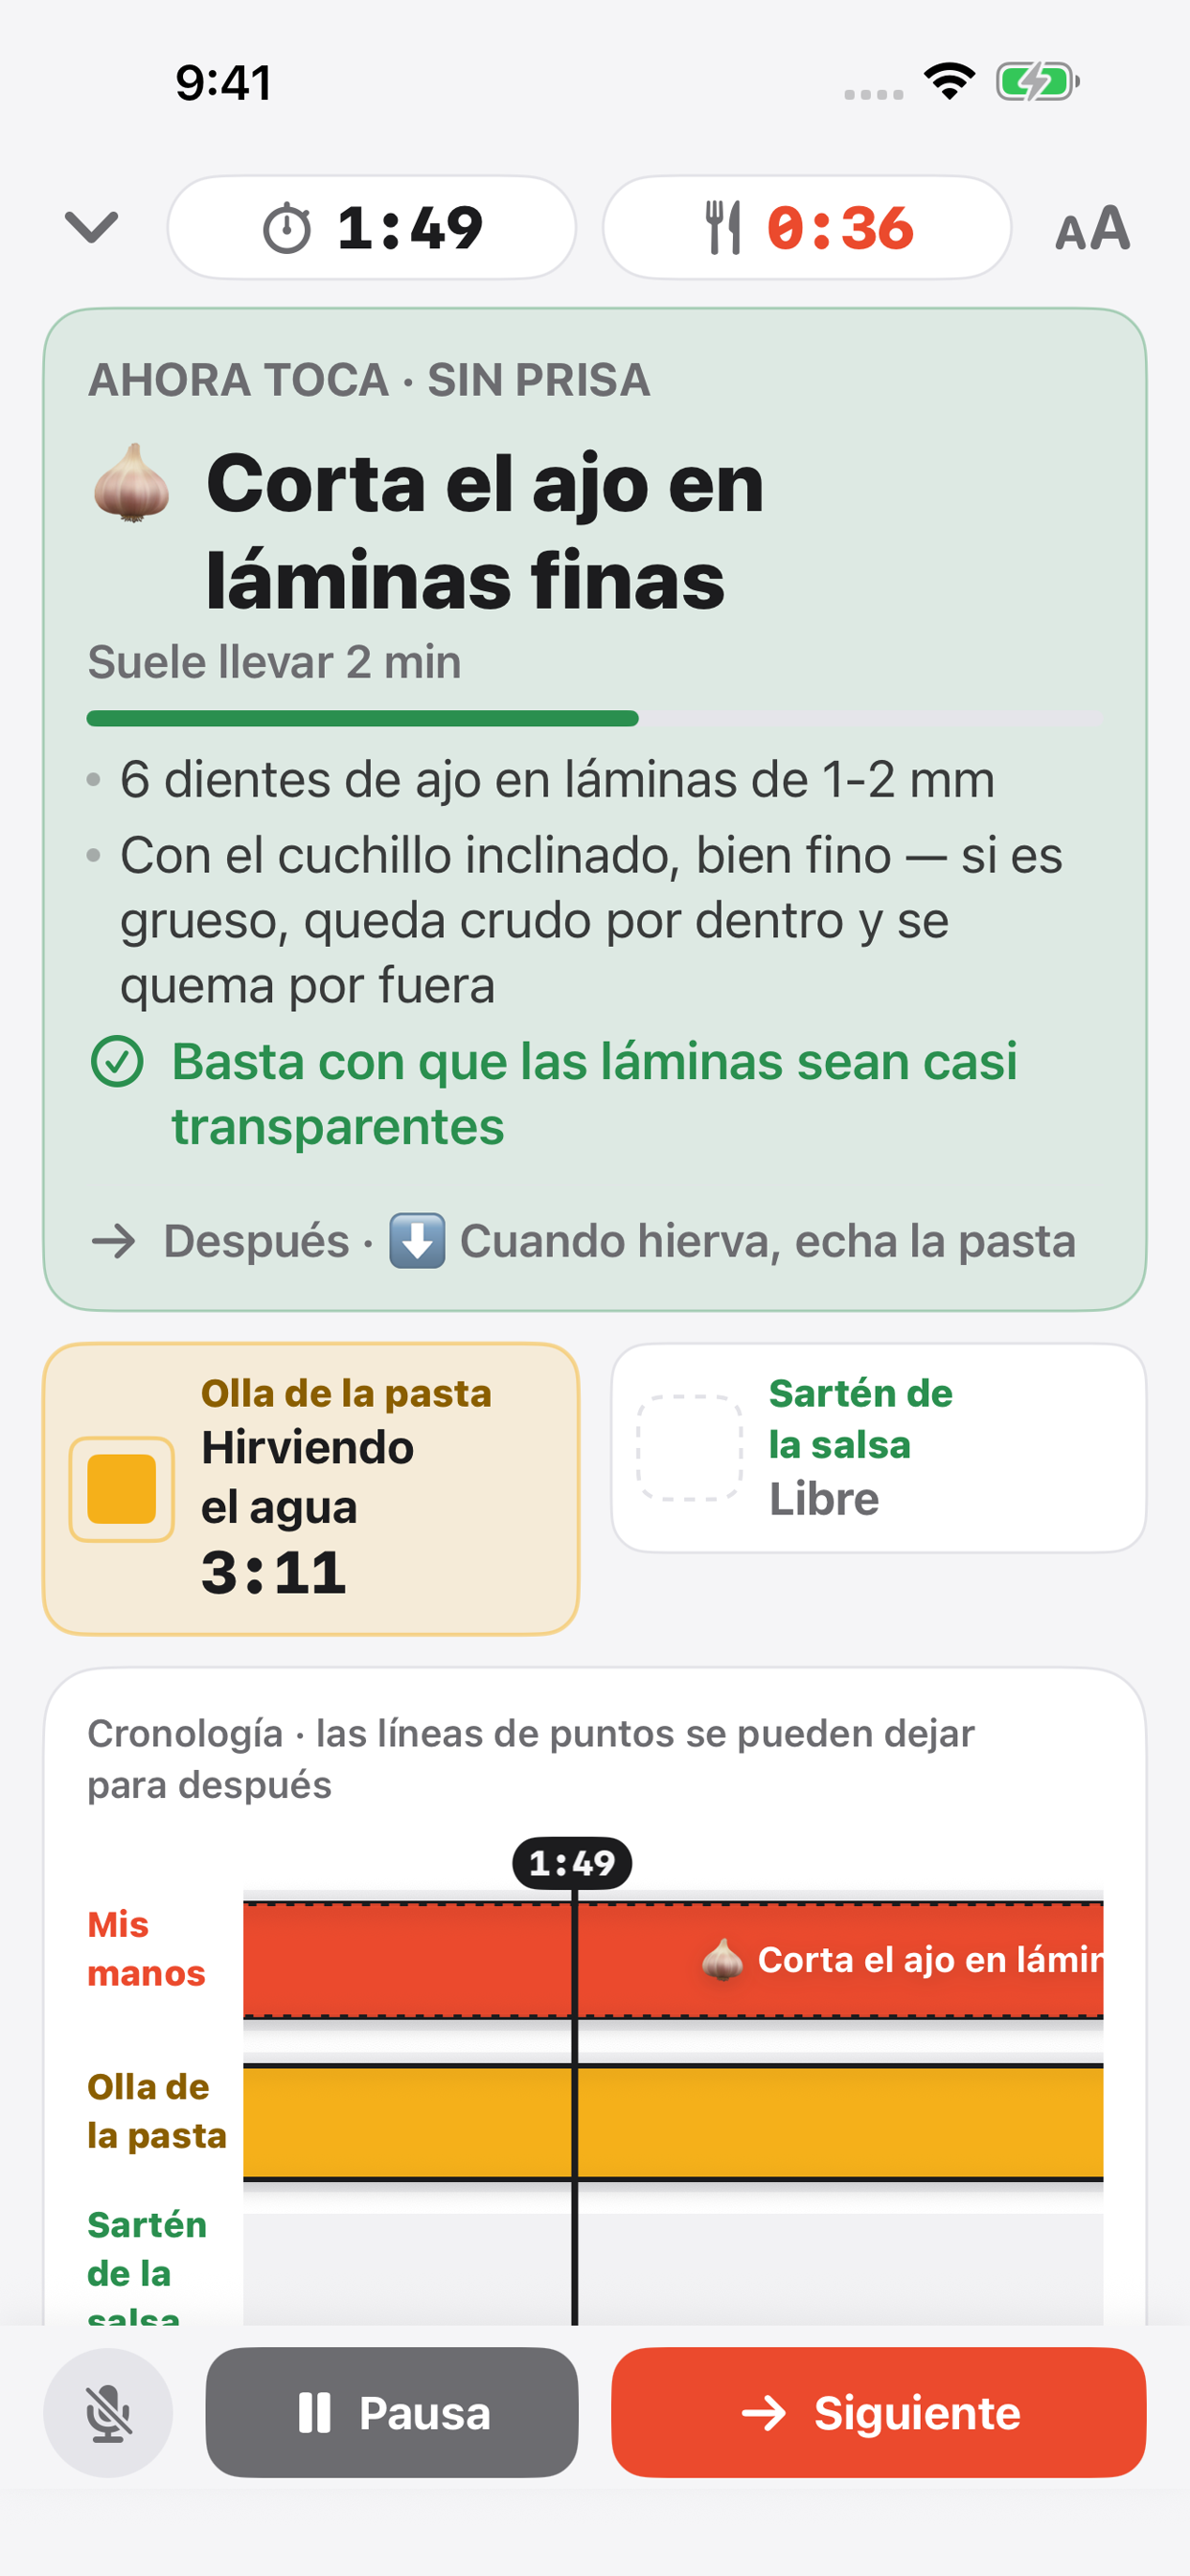 9:41
1:49
0:36
AA
AHORA TOCA · SIN PRISA
Corta el ajo en
láminas finas
Suele llevar 2 min
• 6 dientes de ajo en láminas de 1-2 mm
• Con el cuchillo inclinado, bien fino — si es
grueso, queda crudo por dentro y se
quema por fuera
Basta con que las láminas sean casi
transparentes
→ Después · ⬇️ Cuando hierva, echa la pasta
Olla de la pasta
Hirviendo
el agua
3:11
Sartén de
la salsa
Libre
Cronología · las líneas de puntos se pueden dejar
para después
1:49
Mis
manos
Corta el ajo en lámin
Olla de
la pasta
Sartén
de la
salsa
Pausa
→ Siguiente